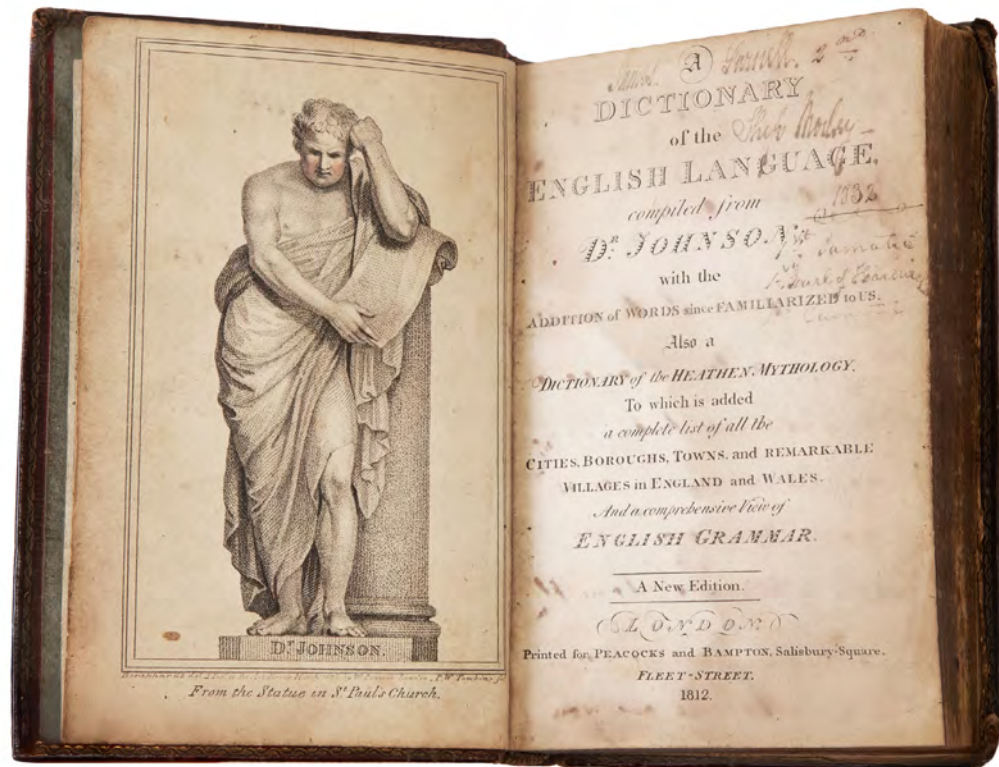 Dr JOHNSON.
From the Statue in St Paul's Church.
A
DICTIONARY
of the
ENGLISH LANGUAGE,
compiled from
DR. JOHNSON,
with the
ADDITION of WORDS since FAMILIARIZED to US.
Also a
DICTIONARY of the HEATHEN MYTHOLOGY.
To which is added
a complete list of all the
CITIES, BOROUGHS, TOWNS, and REMARKABLE
VILLAGES in ENGLAND and WALES.
And a comprehensive View of
ENGLISH GRAMMAR.
A New Edition.
LONDON:
Printed for PEACOCKS and BAMPTON, Salisbury-Square,
FLEET-STREET.
1812.
James 2nd
1832